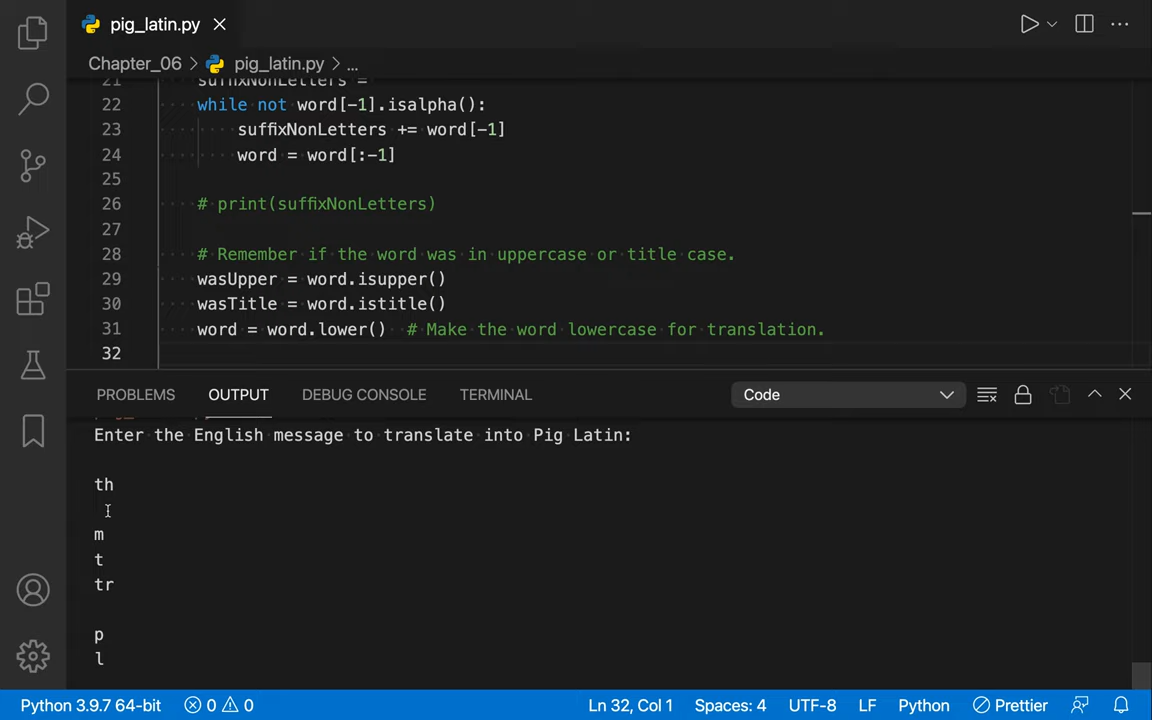 pig_latin.py
Chapter_06 > pig_latin.py > ...
21 suffixNonLetters =
22 while not word[-1].isalpha():
23 suffixNonLetters += word[-1]
24 word = word[:-1]
25
26 # print(suffixNonLetters)
27
28 # Remember if the word was in uppercase or title case.
29 wasUpper = word.isupper()
30 wasTitle = word.istitle()
31 word = word.lower() # Make the word lowercase for translation.
32
PROBLEMS OUTPUT DEBUG CONSOLE TERMINAL Code
Enter the English message to translate into Pig Latin:
th
m
t
tr
p
l
Python 3.9.7 64-bit 0 0 Ln 32, Col 1 Spaces: 4 UTF-8 LF Python Prettier